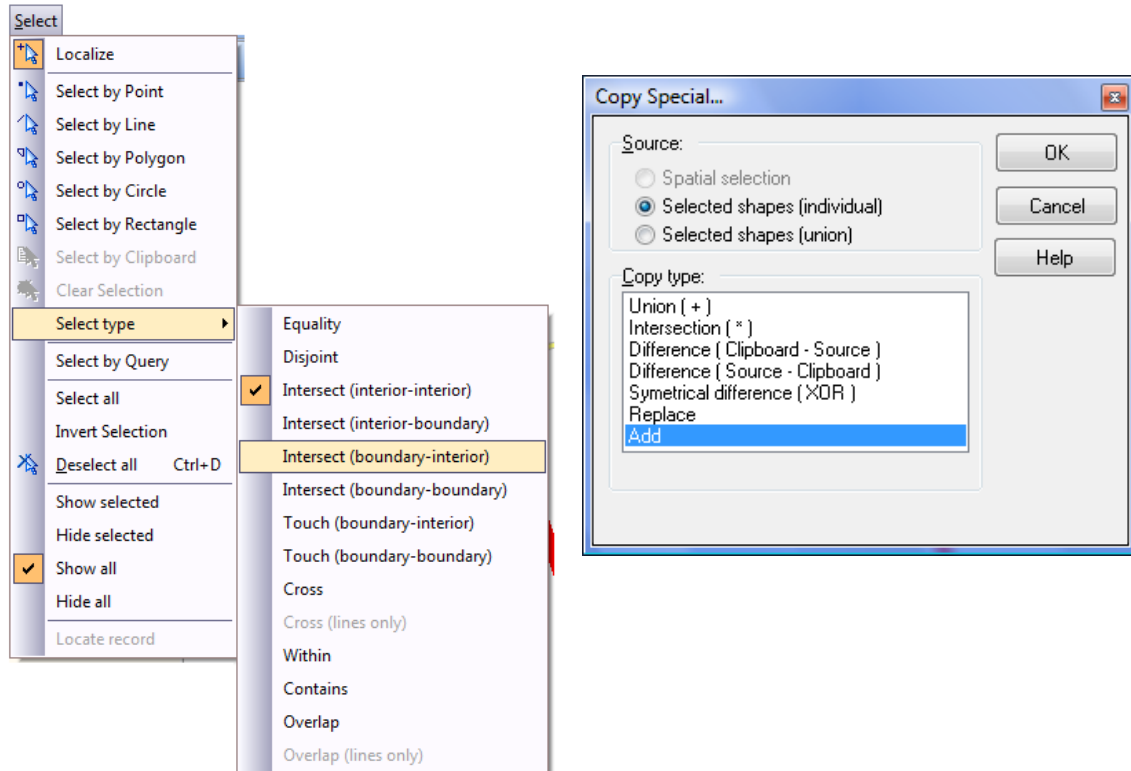 Select
Localize
Select by Point
Select by Line
Select by Polygon
Select by Circle
Select by Rectangle
Select by Clipboard
Clear Selection
Select type
Select by Query
Select all
Invert Selection
Deselect all Ctrl+D
Show selected
Hide selected
Show all
Hide all
Locate record
Equality
Disjoint
Intersect (interior-interior)
Intersect (interior-boundary)
Intersect (boundary-interior)
Intersect (boundary-boundary)
Touch (boundary-interior)
Touch (boundary-boundary)
Cross
Cross (lines only)
Within
Contains
Overlap
Overlap (lines only)
Copy Special...
Source:
Spatial selection
Selected shapes (individual)
Selected shapes (union)
Copy type:
Union ( + )
Intersection ( * )
Difference ( Clipboard - Source )
Difference ( Source - Clipboard )
Symetrical difference ( XOR )
Replace
Add
OK
Cancel
Help